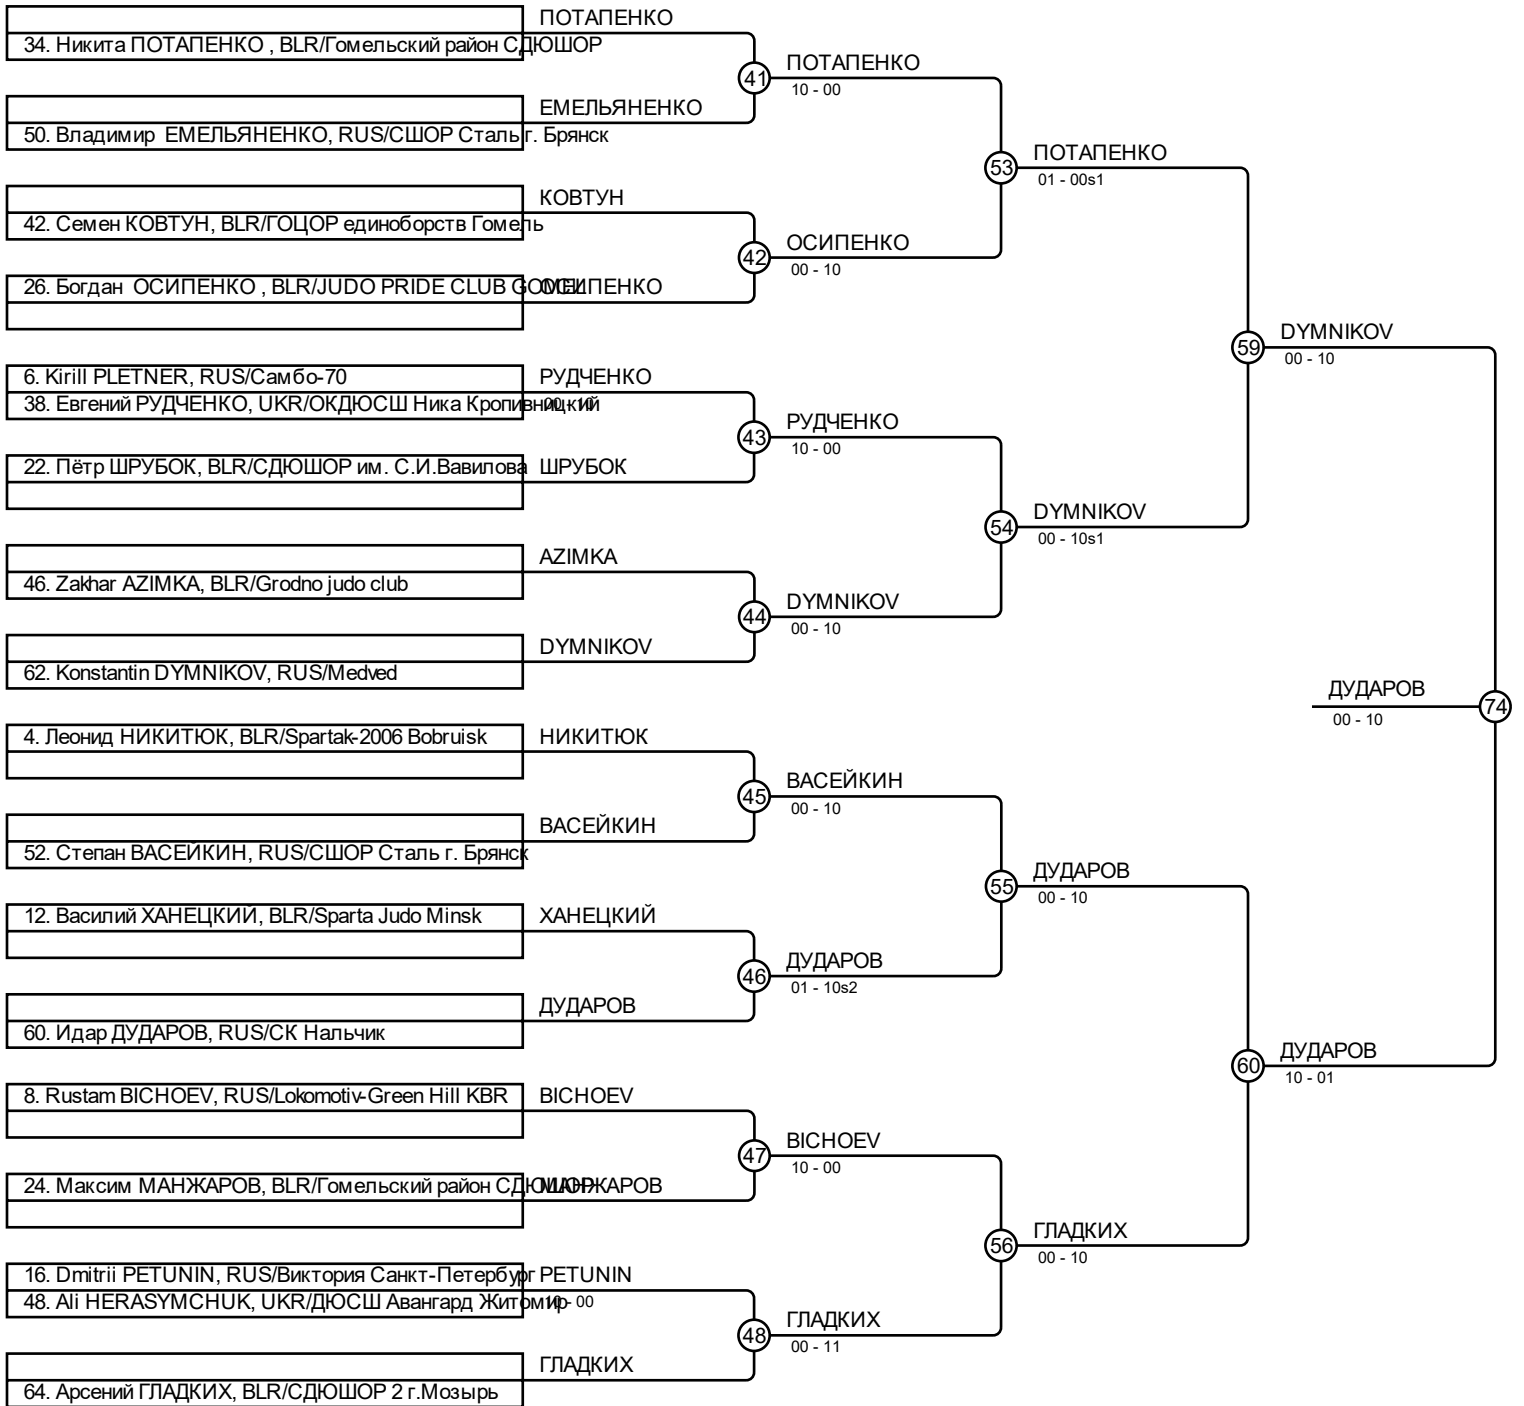 ПОТАПЕНКО
34. Никита ПОТАПЕНКО , BLR/Гомельский район СДЮШОР
41
ПОТАПЕНКО
10 - 00
ЕМЕЛЬЯНЕНКО
50. Владимир ЕМЕЛЬЯНЕНКО, RUS/СШОР Сталь г. Брянск
53
ПОТАПЕНКО
01 - 00s1
КОВТУН
42. Семен КОВТУН, BLR/ГОЦОР единоборств Гомель
42
ОСИПЕНКО
00 - 10
26. Богдан ОСИПЕНКО , BLR/JUDO PRIDE CLUB GOMEL
ОСИПЕНКО
59
DYMNIKOV
00 - 10
6. Kirill PLETNER, RUS/Самбо-70
РУДЧЕНКО
38. Евгений РУДЧЕНКО, UKR/ОКДЮСШ Ника Кропивницкий
00 - 10
43
РУДЧЕНКО
10 - 00
22. Пётр ШРУБОК, BLR/СДЮШОР им. С.И.Вавилова
ШРУБОК
54
DYMNIKOV
00 - 10s1
AZIMKA
46. Zakhar AZIMKA, BLR/Grodno judo club
44
DYMNIKOV
00 - 10
DYMNIKOV
62. Konstantin DYMNIKOV, RUS/Medved
ДУДАРОВ
00 - 10
74
4. Леонид НИКИТЮК, BLR/Spartak-2006 Bobruisk
НИКИТЮК
45
ВАСЕЙКИН
00 - 10
ВАСЕЙКИН
52. Степан ВАСЕЙКИН, RUS/СШОР Сталь г. Брянск
55
ДУДАРОВ
00 - 10
12. Василий ХАНЕЦКИЙ, BLR/Sparta Judo Minsk
ХАНЕЦКИЙ
46
ДУДАРОВ
01 - 10s2
ДУДАРОВ
60. Идар ДУДАРОВ, RUS/СК Нальчик
60
ДУДАРОВ
10 - 01
8. Rustam BICHOEV, RUS/Lokomotiv-Green Hill KBR
BICHOEV
47
BICHOEV
10 - 00
24. Максим МАНЖАРОВ, BLR/Гомельский район СДЮШОР
МАНЖАРОВ
56
ГЛАДКИХ
00 - 10
16. Dmitrii PETUNIN, RUS/Виктория Санкт-Петербург
PETUNIN
48. Ali HERASYMCHUK, UKR/ДЮСШ Авангард Житомир
10 - 00
48
ГЛАДКИХ
00 - 11
ГЛАДКИХ
64. Арсений ГЛАДКИХ, BLR/СДЮШОР 2 г.Мозырь